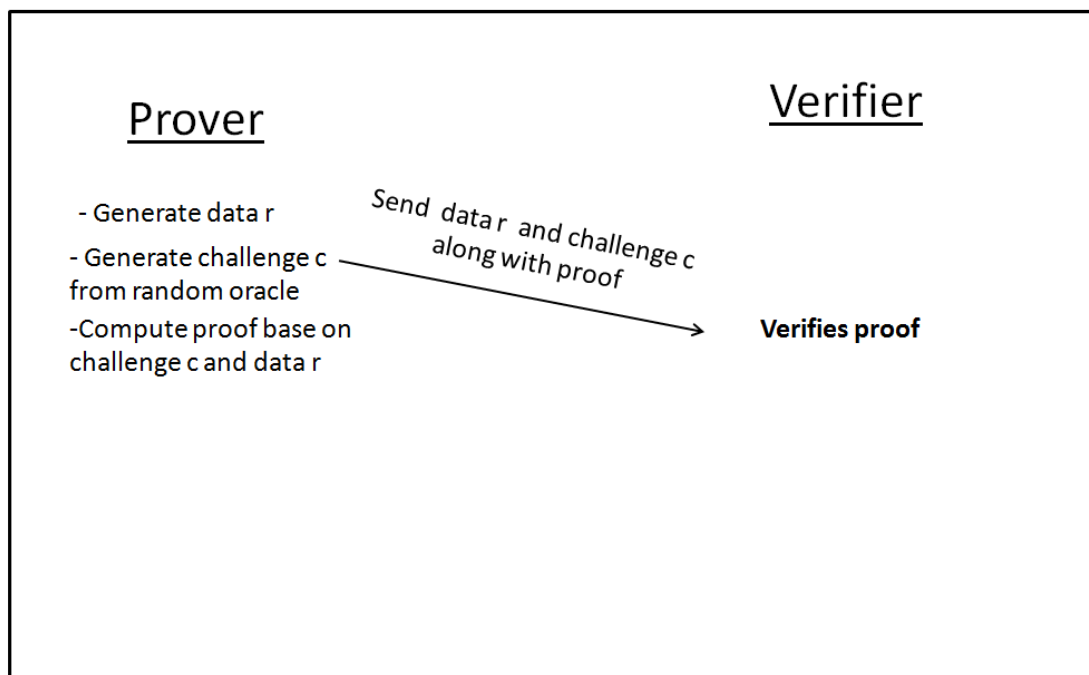 Prover
Verifier
- Generate data r
- Generate challenge c
from random oracle
-Compute proof base on
challenge c and data r
Send data r and challenge c
along with proof
Verifies proof